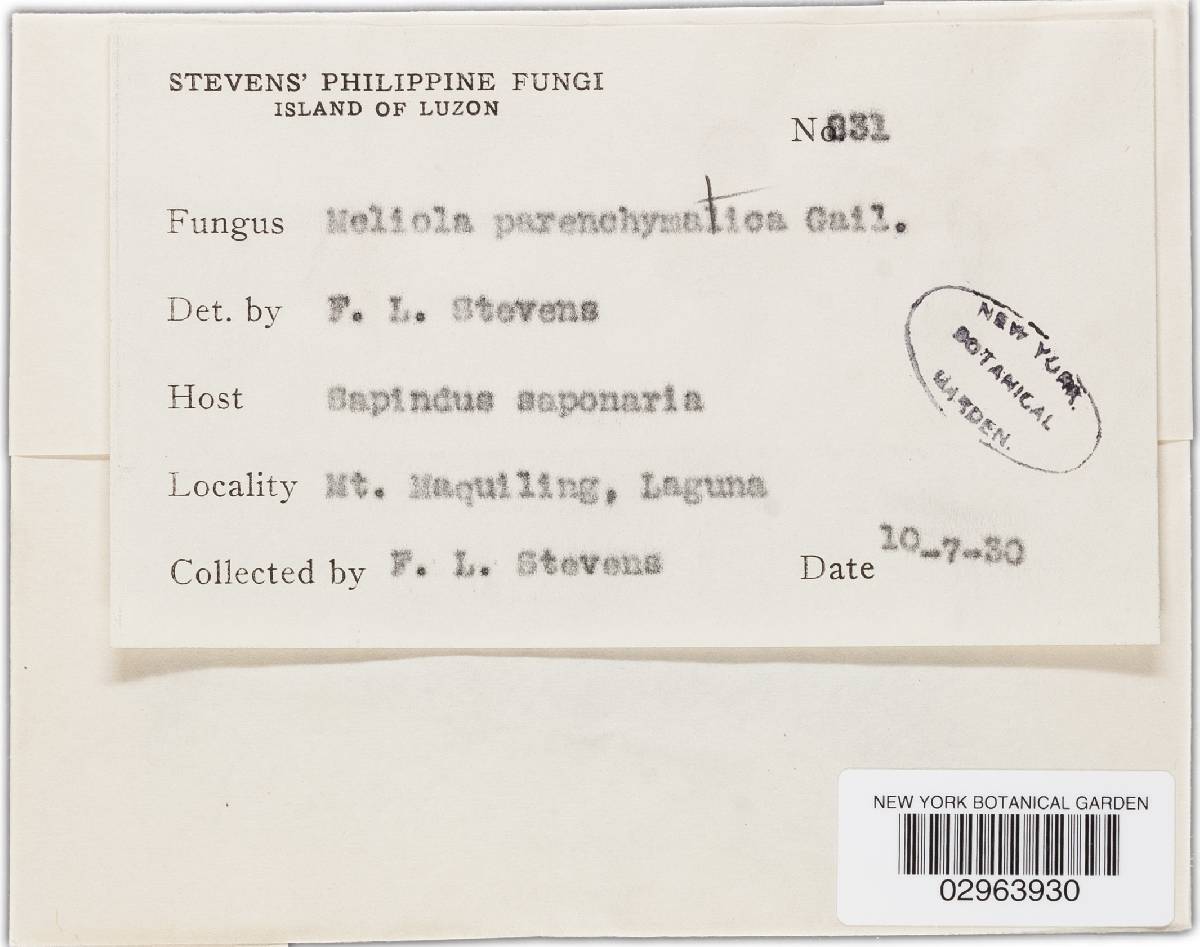 STEVENS' PHILIPPINE FUNGI
ISLAND OF LUZON
No. 831
Fungus Meliola parenchymatica Gail.
Det. by F. L. Stevens
Host Sapindus saponaria
Locality Mt. Maquiling, Laguna
Collected by F. L. Stevens Date 10-7-30
NEW YORK
BOTANICAL
GARDEN.
NEW YORK BOTANICAL GARDEN
02963930